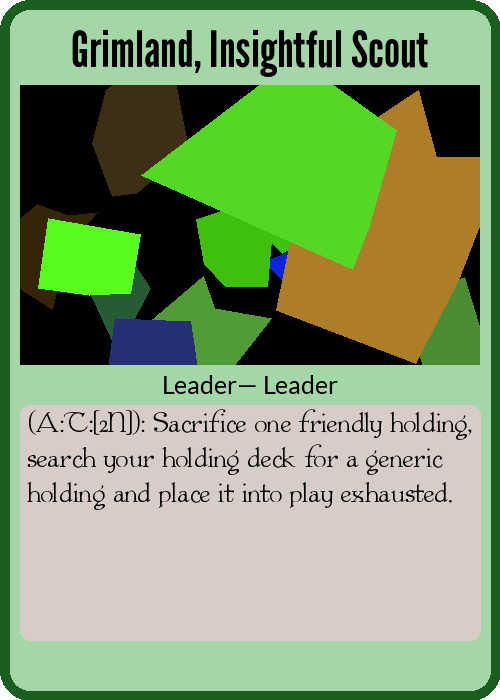 Grimland, Insightful Scout
Leader— Leader
(A:T:[2N]): Sacrifice one friendly holding,
search your holding deck for a generic
holding and place it into play exhausted.